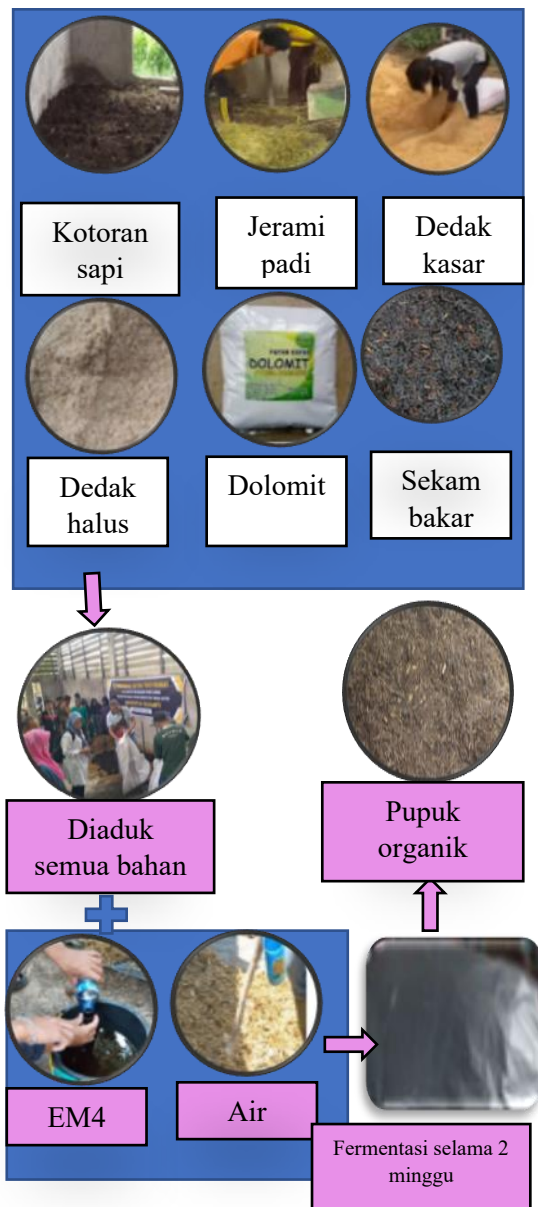 Kotoran
sapi
Jerami
padi
Dedak
kasar
DOLOMIT
Dedak
halus
Dolomit
Sekam
bakar
Diaduk
semua bahan
Pupuk
organik
EM4
Air
Fermentasi selama 2
minggu